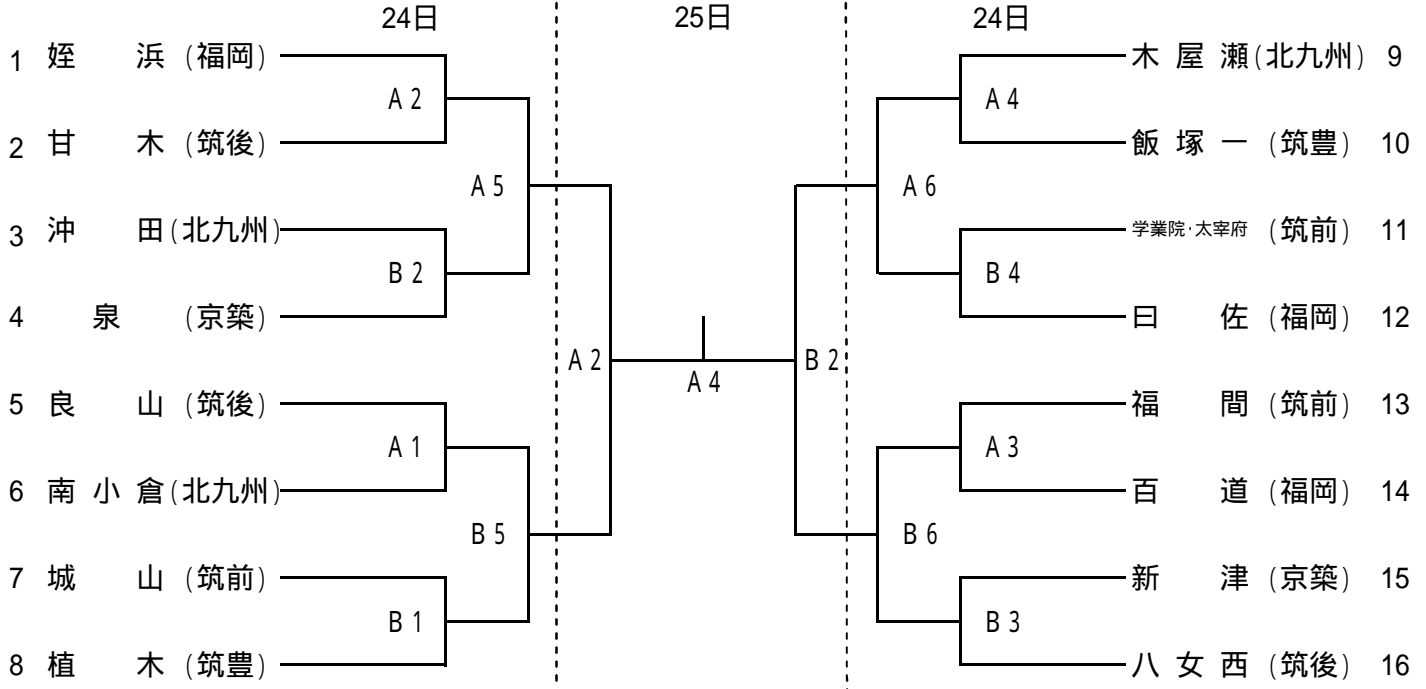 24日 25日 24日
1 姪浜 (福岡) 木屋瀬(北九州) 9
A2 A4
2 甘木 (筑後) 飯塚一 (筑豊) 10
A5 A6
3 沖田(北九州) 学業院・太宰府 (筑前) 11
B2 B4
4 泉 (京築) 曰佐 (福岡) 12
A2 B2
A4
5 良山 (筑後) 福間 (筑前) 13
A1 A3
6 南小倉(北九州) 百道 (福岡) 14
B5 B6
7 城山 (筑前) 新津 (京築) 15
B1 B3
8 植木 (筑豊) 八女西 (筑後) 16